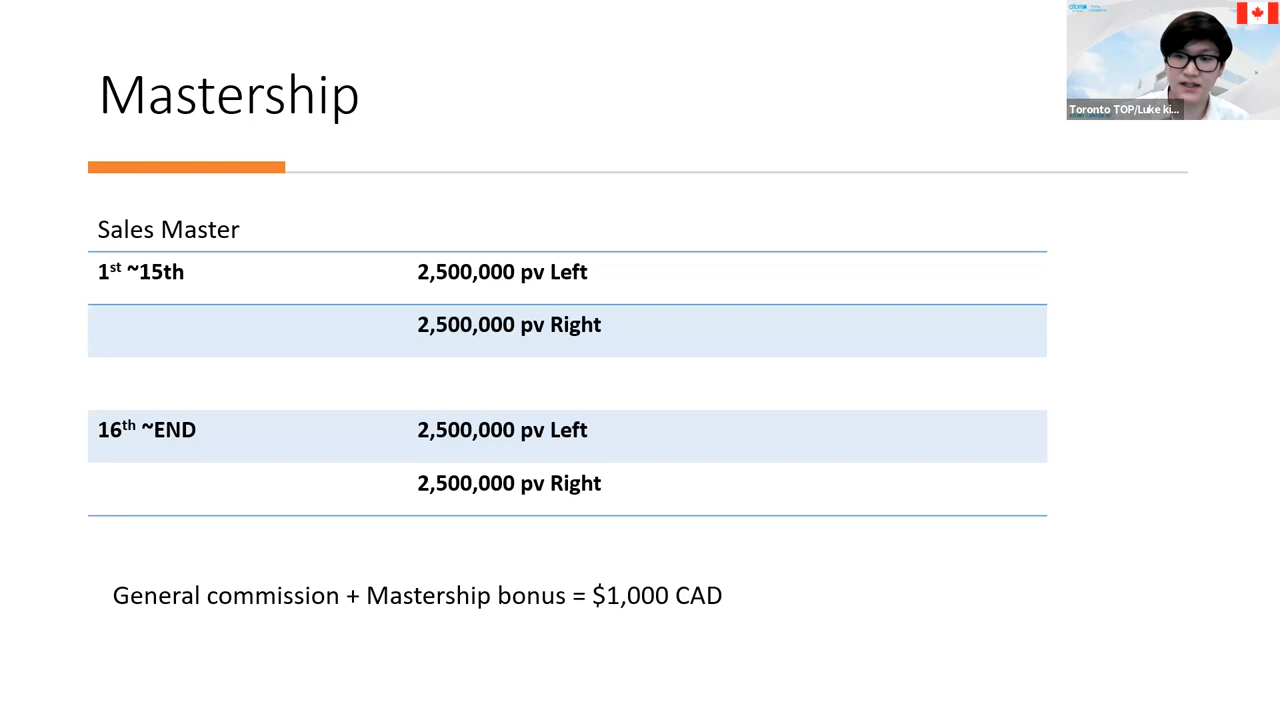 Mastership
Toronto TOP/Luke ki...
Sales Master
1st ~15th 2,500,000 pv Left
2,500,000 pv Right
16th ~END 2,500,000 pv Left
2,500,000 pv Right
General commission + Mastership bonus = $1,000 CAD